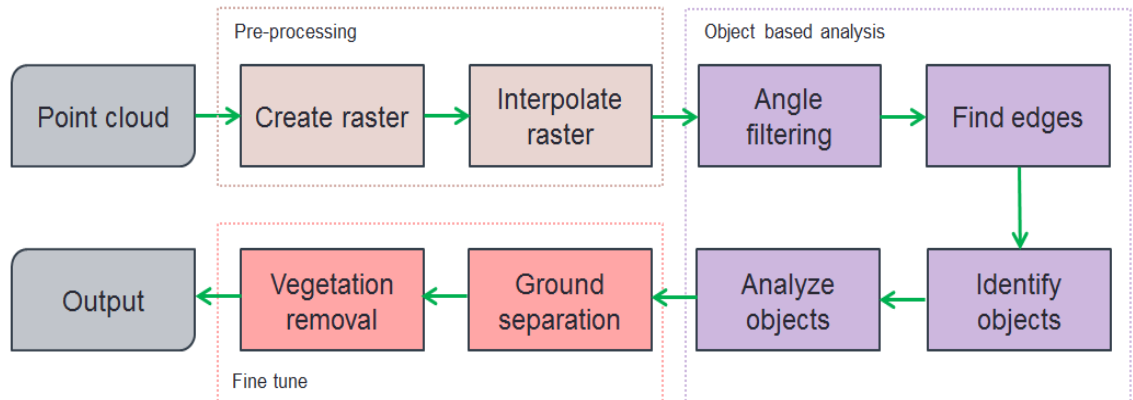 Pre-processing
Object based analysis
Point cloud
Create raster
Interpolate
raster
Angle
filtering
Find edges
Output
Vegetation
removal
Ground
separation
Analyze
objects
Identify
objects
Fine tune